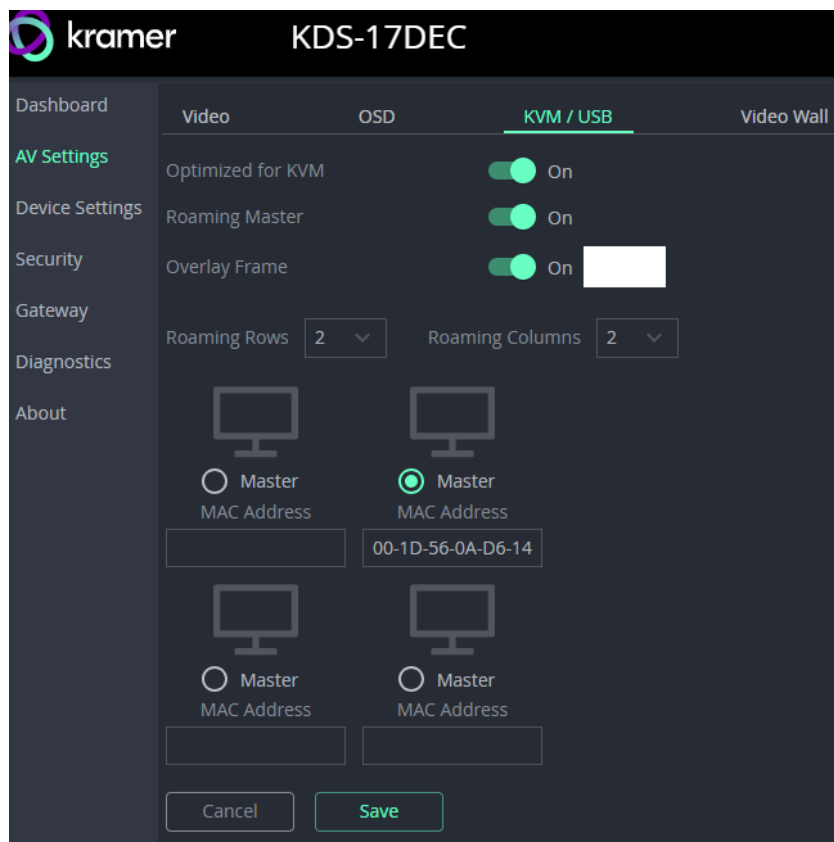 kramer KDS-17DEC
Dashboard
AV Settings
Device Settings
Security
Gateway
Diagnostics
About
Video OSD KVM / USB Video Wall
Optimized for KVM On
Roaming Master On
Overlay Frame On
Roaming Rows 2 Roaming Columns 2
Master Master
MAC Address MAC Address
00-1D-56-0A-D6-14
Master Master
MAC Address MAC Address
Cancel Save